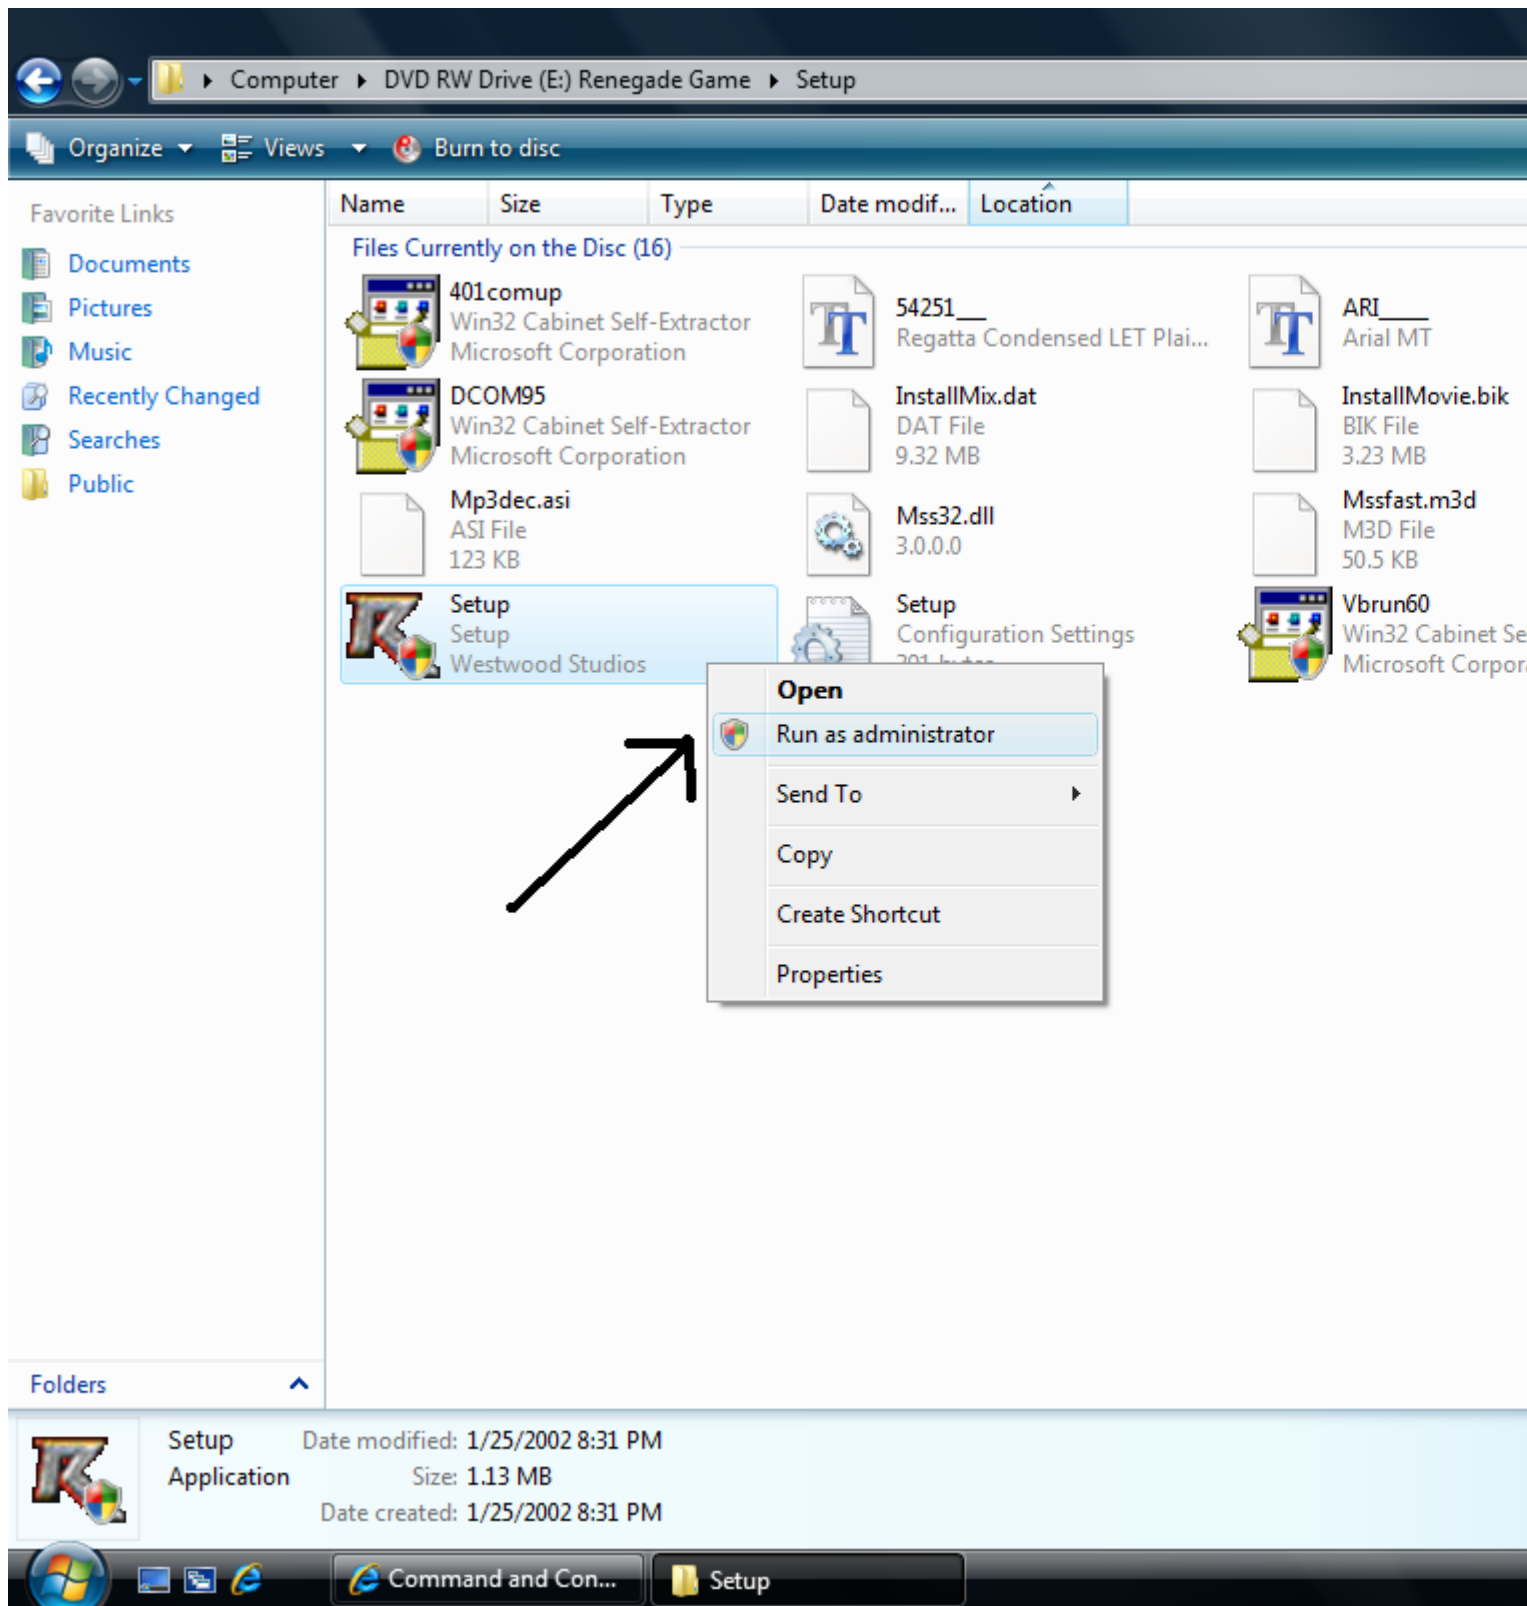 Computer DVD RW Drive (E:) Renegade Game Setup
Organize Views Burn to disc
Favorite Links
Documents
Pictures
Music
Recently Changed
Searches
Public
Folders
Name Size Type Date modif... Location
Files Currently on the Disc (16)
401comup
Win32 Cabinet Self-Extractor
Microsoft Corporation
54251__
Regatta Condensed LET Plai...
ARI____
Arial MT
DCOM95
Win32 Cabinet Self-Extractor
Microsoft Corporation
InstallMix.dat
DAT File
9.32 MB
InstallMovie.bik
BIK File
3.23 MB
Mp3dec.asi
ASI File
123 KB
Mss32.dll
3.0.0.0
Mssfast.m3d
M3D File
50.5 KB
Setup
Setup
Westwood Studios
Setup
Configuration Settings
Vbrun60
Win32 Cabinet Se
Microsoft Corpor
Open
Run as administrator
Send To
Copy
Create Shortcut
Properties
Setup
Application
Date modified: 1/25/2002 8:31 PM
Size: 1.13 MB
Date created: 1/25/2002 8:31 PM
Command and Con...
Setup